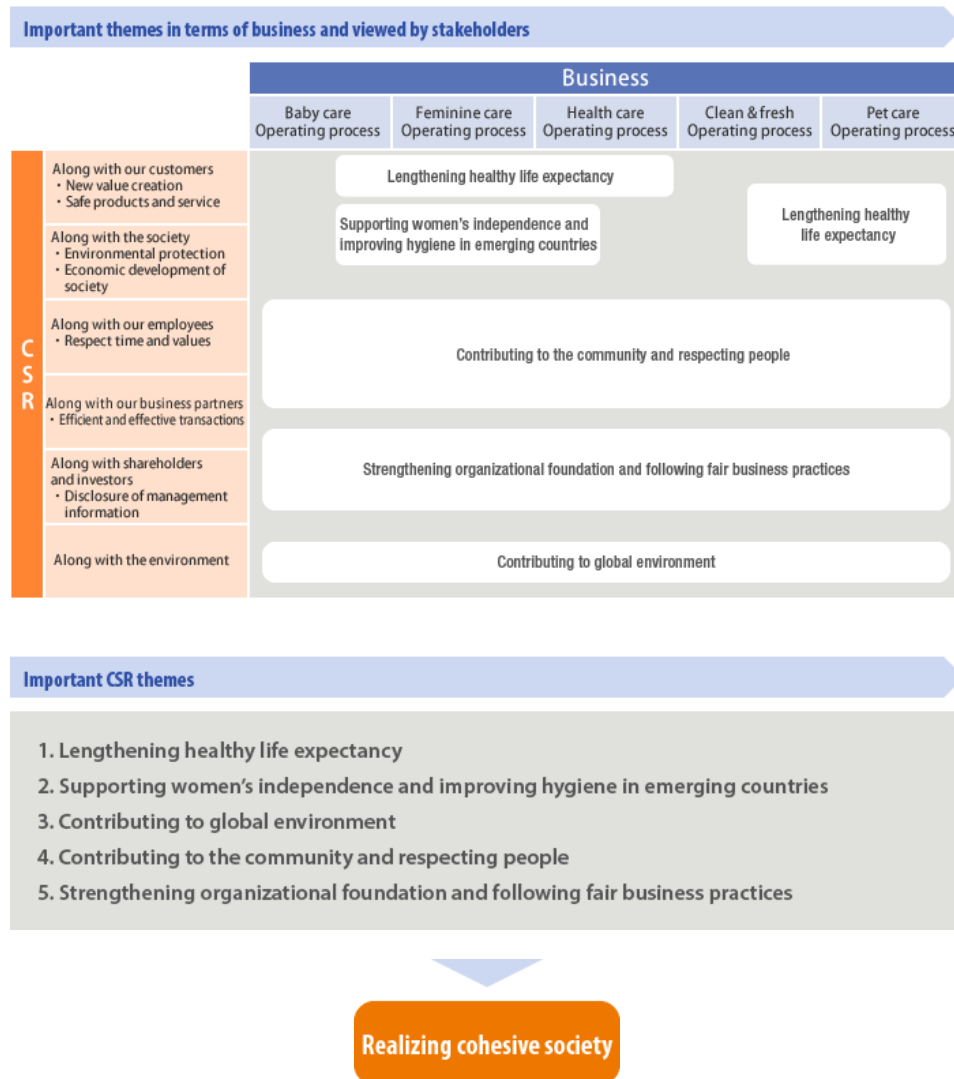 Important themes in terms of business and viewed by stakeholders
Business
Baby care
Operating process
Feminine care
Operating process
Health care
Operating process
Clean & fresh
Operating process
Pet care
Operating process
CSR
Along with our customers
・New value creation
・Safe products and service
Along with the society
・Environmental protection
・Economic development of
society
Along with our employees
・Respect time and values
Along with our business partners
・Efficient and effective transactions
Along with shareholders
and investors
・Disclosure of management
information
Along with the environment
Lengthening healthy life expectancy
Supporting women's independence and
improving hygiene in emerging countries
Lengthening healthy
life expectancy
Contributing to the community and respecting people
Strengthening organizational foundation and following fair business practices
Contributing to global environment
Important CSR themes
1. Lengthening healthy life expectancy
2. Supporting women's independence and improving hygiene in emerging countries
3. Contributing to global environment
4. Contributing to the community and respecting people
5. Strengthening organizational foundation and following fair business practices
Realizing cohesive society